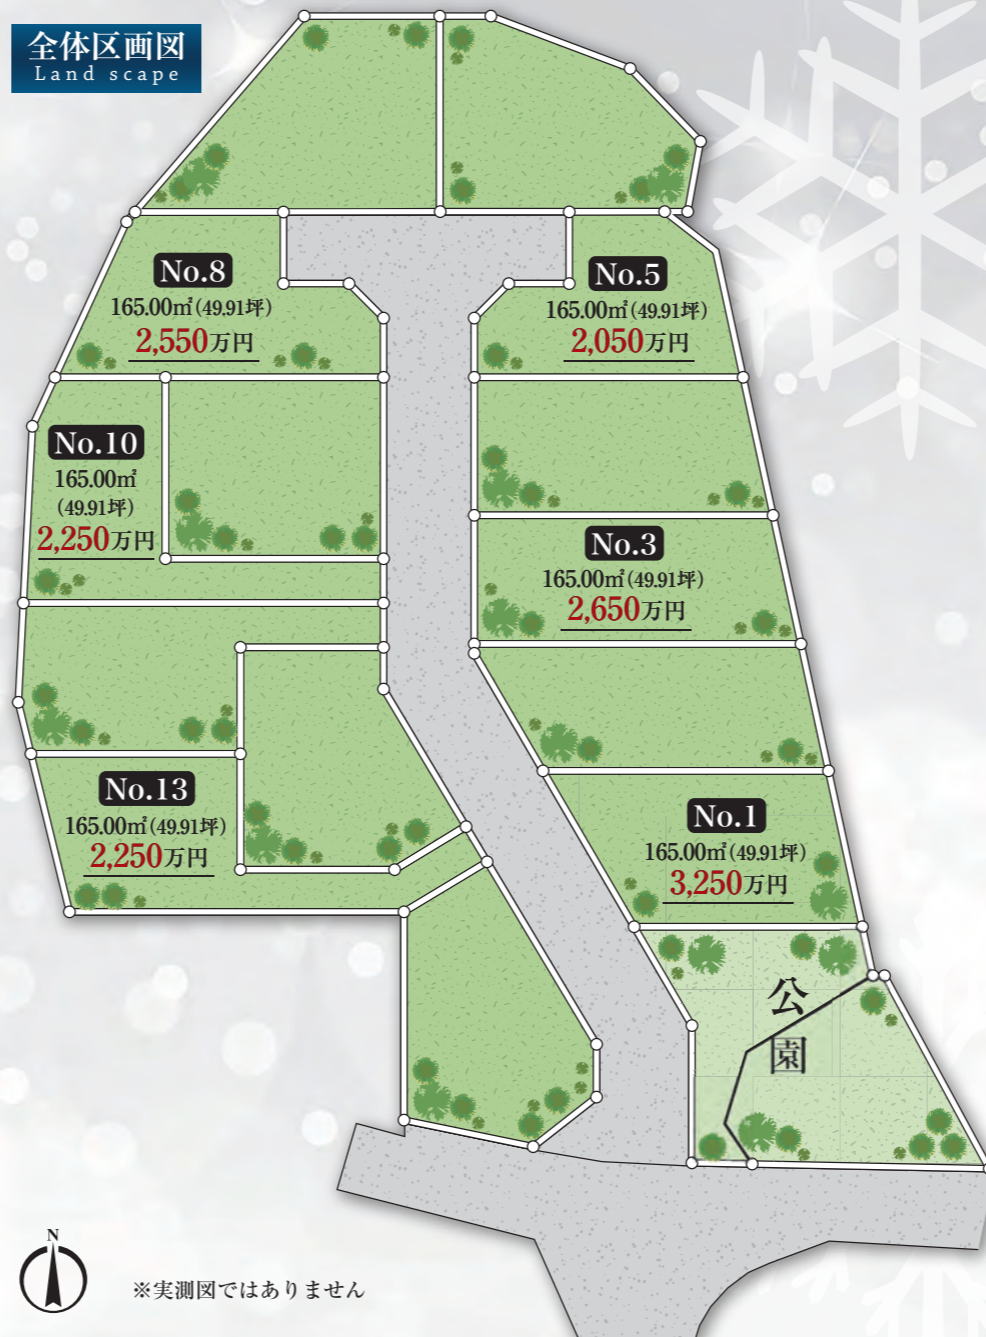 全体区画図
Land scape
No.8
165.00㎡(49.91坪)
2,550万円
No.5
165.00㎡(49.91坪)
2,050万円
No.10
165.00㎡
(49.91坪)
2,250万円
No.3
165.00㎡(49.91坪)
2,650万円
No.13
165.00㎡(49.91坪)
2,250万円
No.1
165.00㎡(49.91坪)
3,250万円
公
園
N
※実測図ではありません